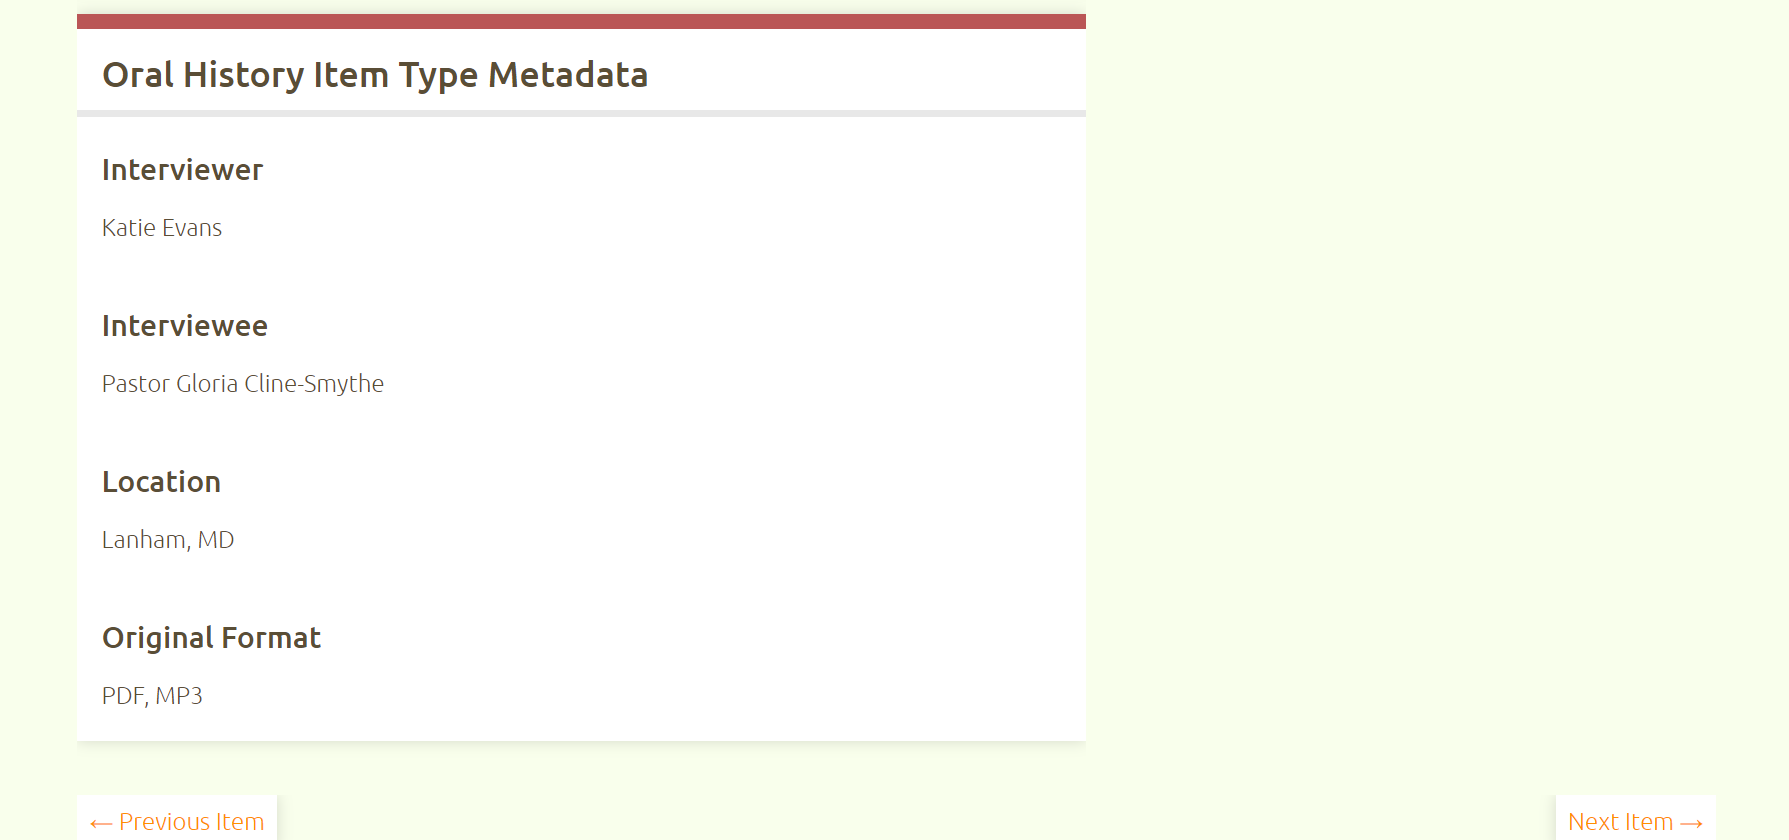 Oral History Item Type Metadata
Interviewer
Katie Evans
Interviewee
Pastor Gloria Cline-Smythe
Location
Lanham, MD
Original Format
PDF, MP3
← Previous Item
Next Item →